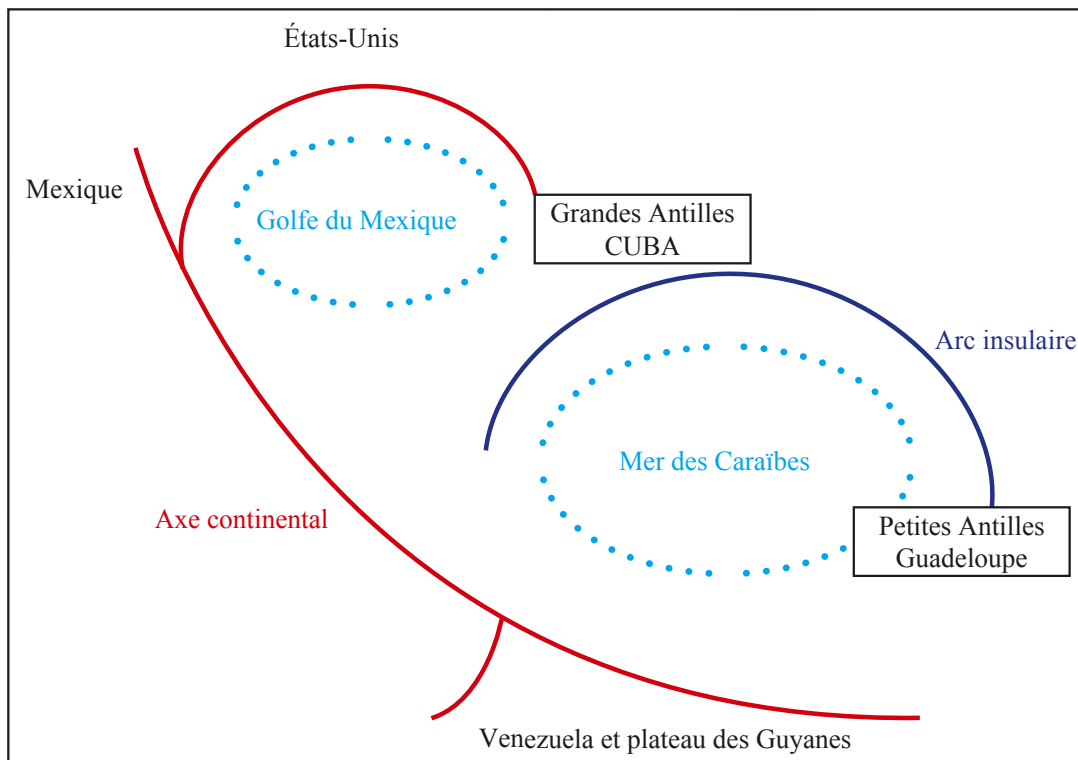 États-Unis
Mexique
Golfe du Mexique
Grandes Antilles
CUBA
Arc insulaire
Mer des Caraïbes
Axe continental
Petites Antilles
Guadeloupe
Venezuela et plateau des Guyanes